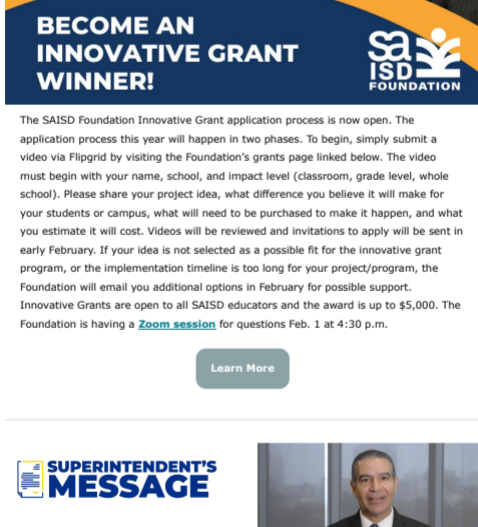 BECOME AN
INNOVATIVE GRANT
WINNER!
sa
ISD
FOUNDATION
The SAISD Foundation Innovative Grant application process is now open. The
application process this year will happen in two phases. To begin, simply submit a
video via Flipgrid by visiting the Foundation's grants page linked below. The video
must begin with your name, school, and impact level (classroom, grade level, whole
school). Please share your project idea, what difference you believe it will make for
your students or campus, what will need to be purchased to make it happen, and what
you estimate it will cost. Videos will be reviewed and invitations to apply will be sent in
early February. If your idea is not selected as a possible fit for the innovative grant
program, or the implementation timeline is too long for your project/program, the
Foundation will email you additional options in February for possible support.
Innovative Grants are open to all SAISD educators and the award is up to $5,000. The
Foundation is having a Zoom session for questions Feb. 1 at 4:30 p.m.
Learn More
SUPERINTENDENT'S
MESSAGE